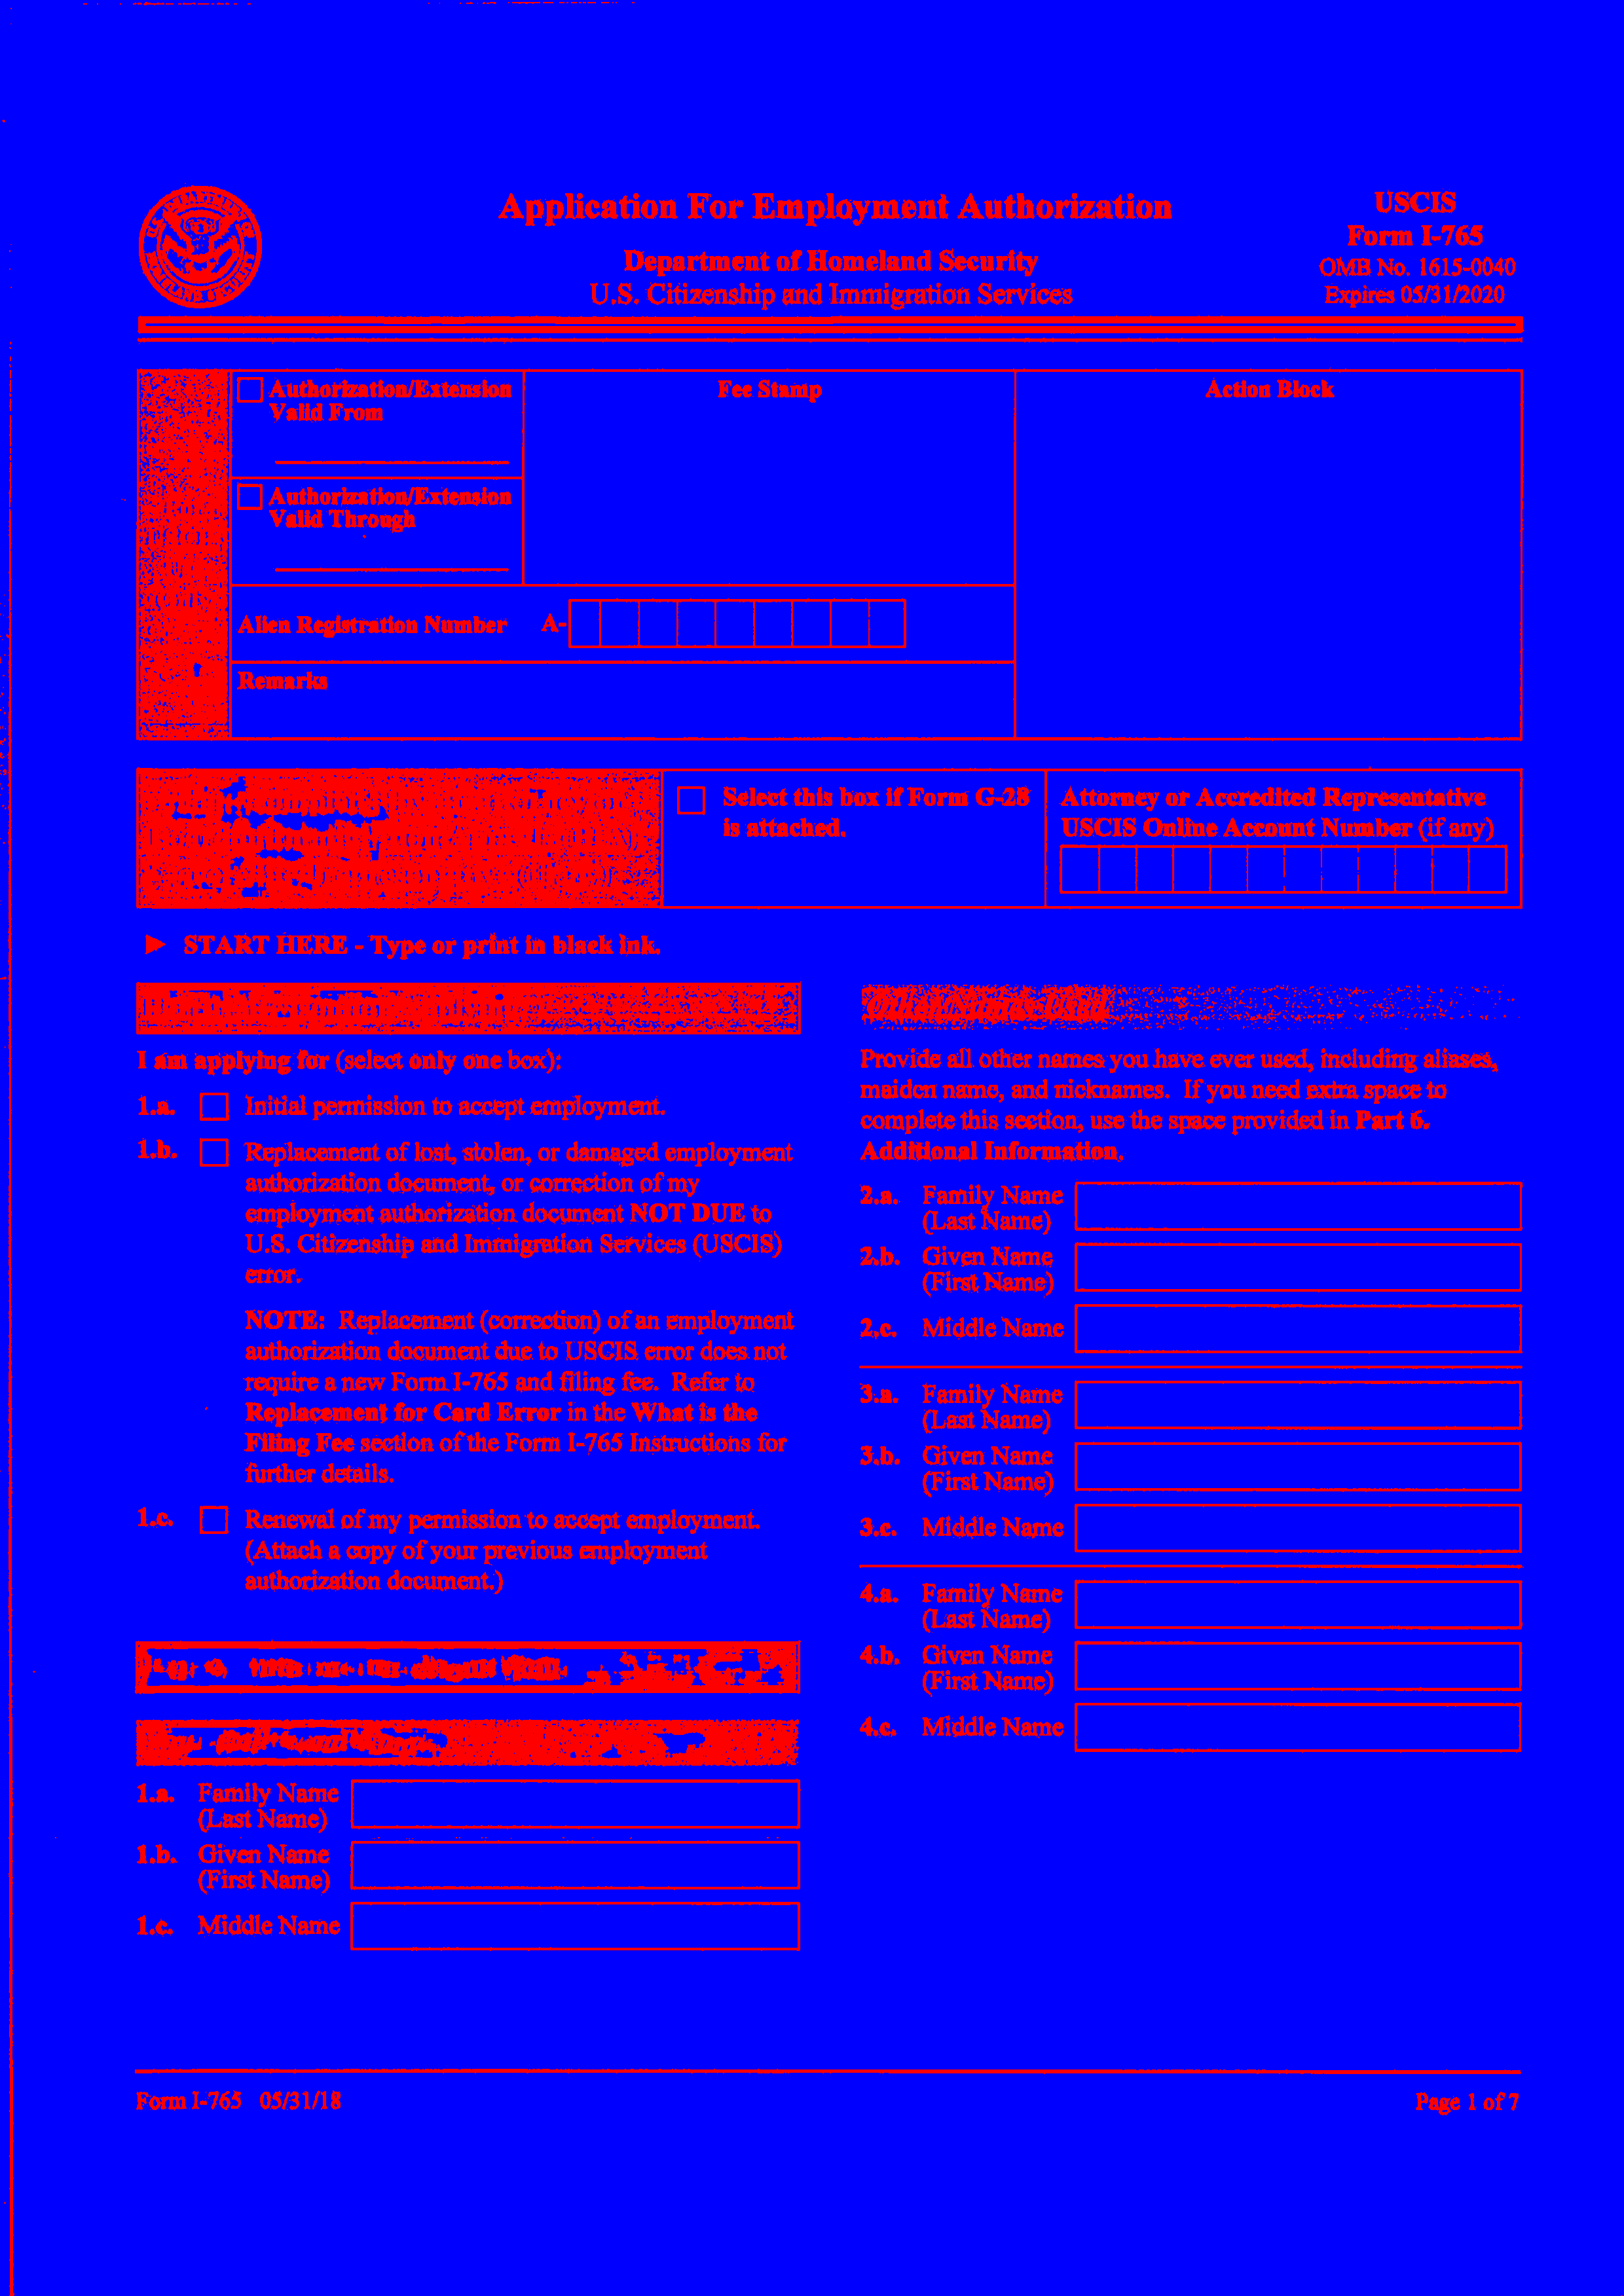 Application For Employment Authorization
Department of Homeland Security
U.S. Citizenship and Immigration Services
USCIS
Form I-765
OMB No. 1615-0040
Expires 05/31/2020
U.S. DEPARTMENT OF
HOMELAND SECURITY
Authorization/Extension
Valid From
Fee Stamp
Action Block
Authorization/Extension
Valid Through
Alien Registration Number A-
Remarks
Select this box if Form G-28
is attached.
Attorney or Accredited Representative
USCIS Online Account Number (if any)
► START HERE - Type or print in black ink.
I am applying for (select only one box):
1.a. Initial permission to accept employment.
1.b. Replacement of lost, stolen, or damaged employment
authorization document, or correction of my
employment authorization document NOT DUE to
U.S. Citizenship and Immigration Services (USCIS)
error.
NOTE: Replacement (correction) of an employment
authorization document due to USCIS error does not
require a new Form I-765 and filing fee. Refer to
Replacement for Card Error in the What is the
Filing Fee section of the Form I-765 Instructions for
further details.
1.c. Renewal of my permission to accept employment.
(Attach a copy of your previous employment
authorization document.)
1.a. Family Name
(Last Name)
1.b. Given Name
(First Name)
1.c. Middle Name
Other Names Used
Provide all other names you have ever used, including aliases,
maiden name, and nicknames. If you need extra space to
complete this section, use the space provided in Part 6.
Additional Information.
2.a. Family Name
(Last Name)
2.b. Given Name
(First Name)
2.c. Middle Name
3.a. Family Name
(Last Name)
3.b. Given Name
(First Name)
3.c. Middle Name
4.a. Family Name
(Last Name)
4.b. Given Name
(First Name)
4.c. Middle Name
Form I-765 05/31/18
Page 1 of 7